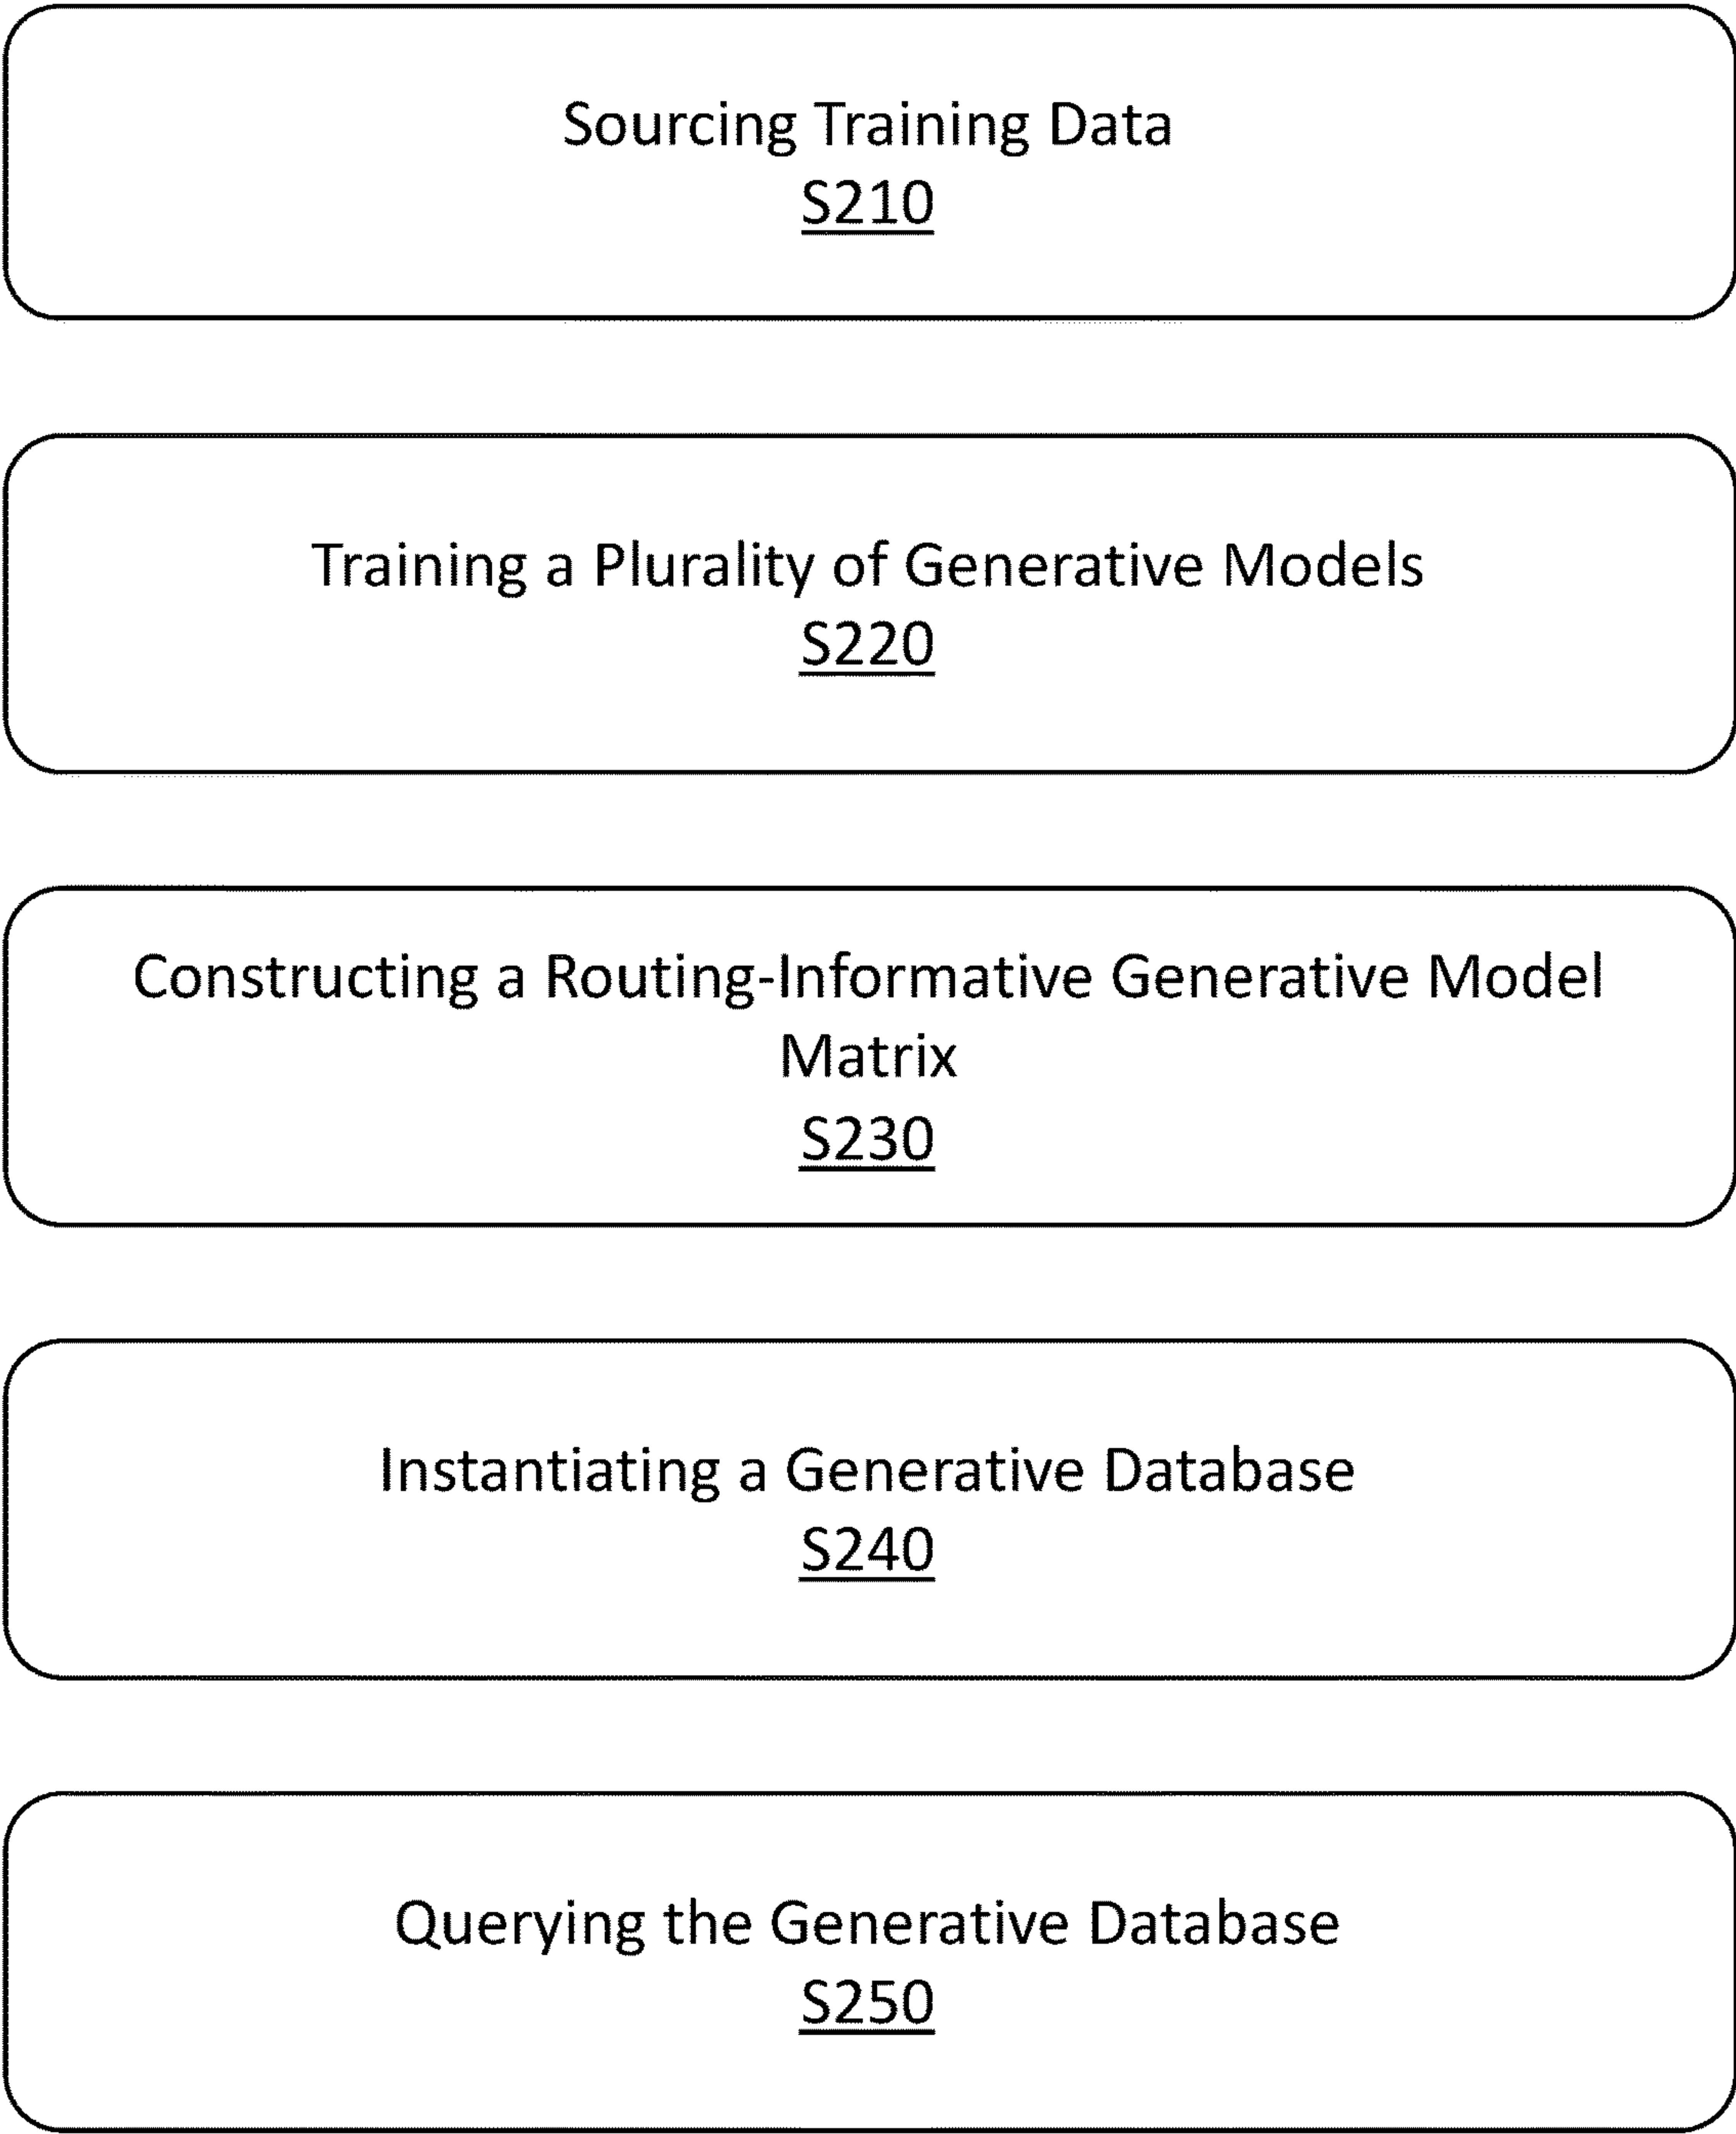 Sourcing Training Data
S210
Training a Plurality of Generative Models
S220
Constructing a Routing-Informative Generative Model
Matrix
S230
Instantiating a Generative Database
S240
Querying the Generative Database
S250